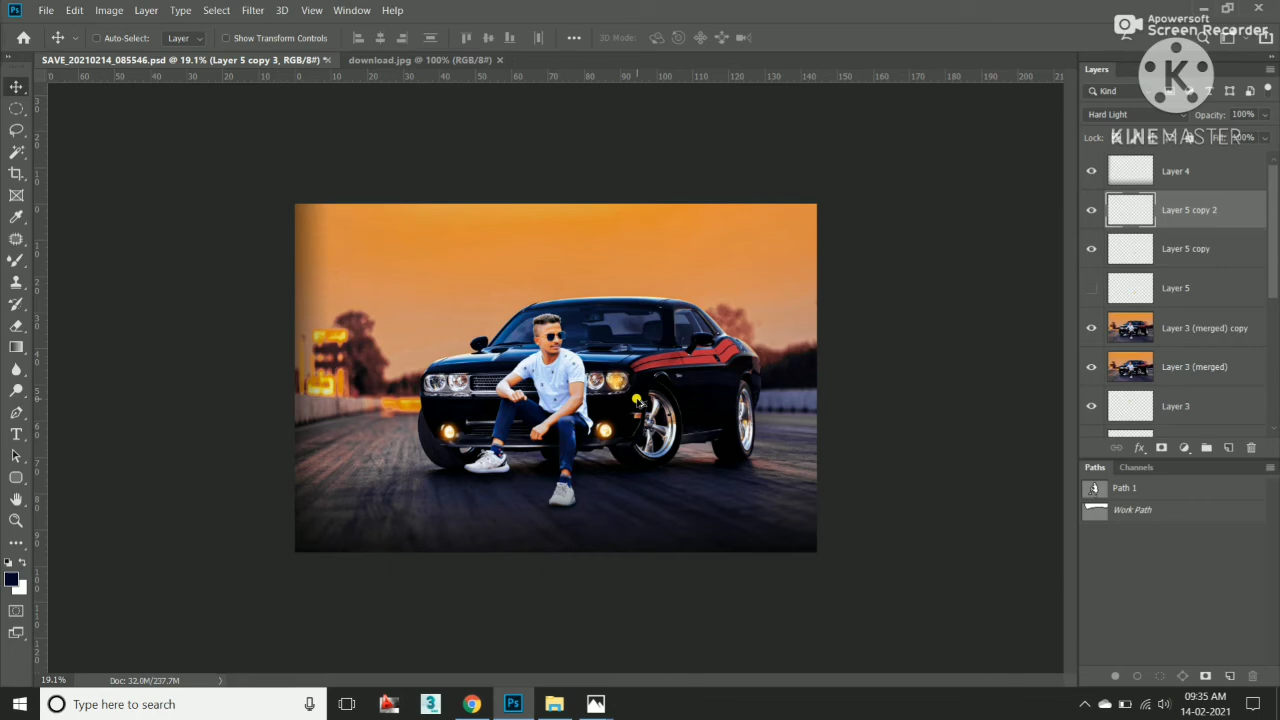 File Edit Image Layer Type Select Filter 3D View Window Help
Apowersoft
Screen Recorder
Auto-Select: Layer Show Transform Controls 3D Mode:
SAVE_20210214_085546.psd @ 19.1% (Layer 5 copy 3, RGB/8#) *
download.jpg @ 100% (RGB/8#)
K
KINEMASTER
Layers
Kind
Hard Light Opacity: 100%
Lock: 100%
Layer 4
Layer 5 copy 2
Layer 5 copy
Layer 5
Layer 3 (merged) copy
Layer 3 (merged)
Layer 3
Paths Channels
Path 1
Work Path
19.1% Doc: 32.0M/237.7M
Type here to search
09:35 AM
14-02-2021